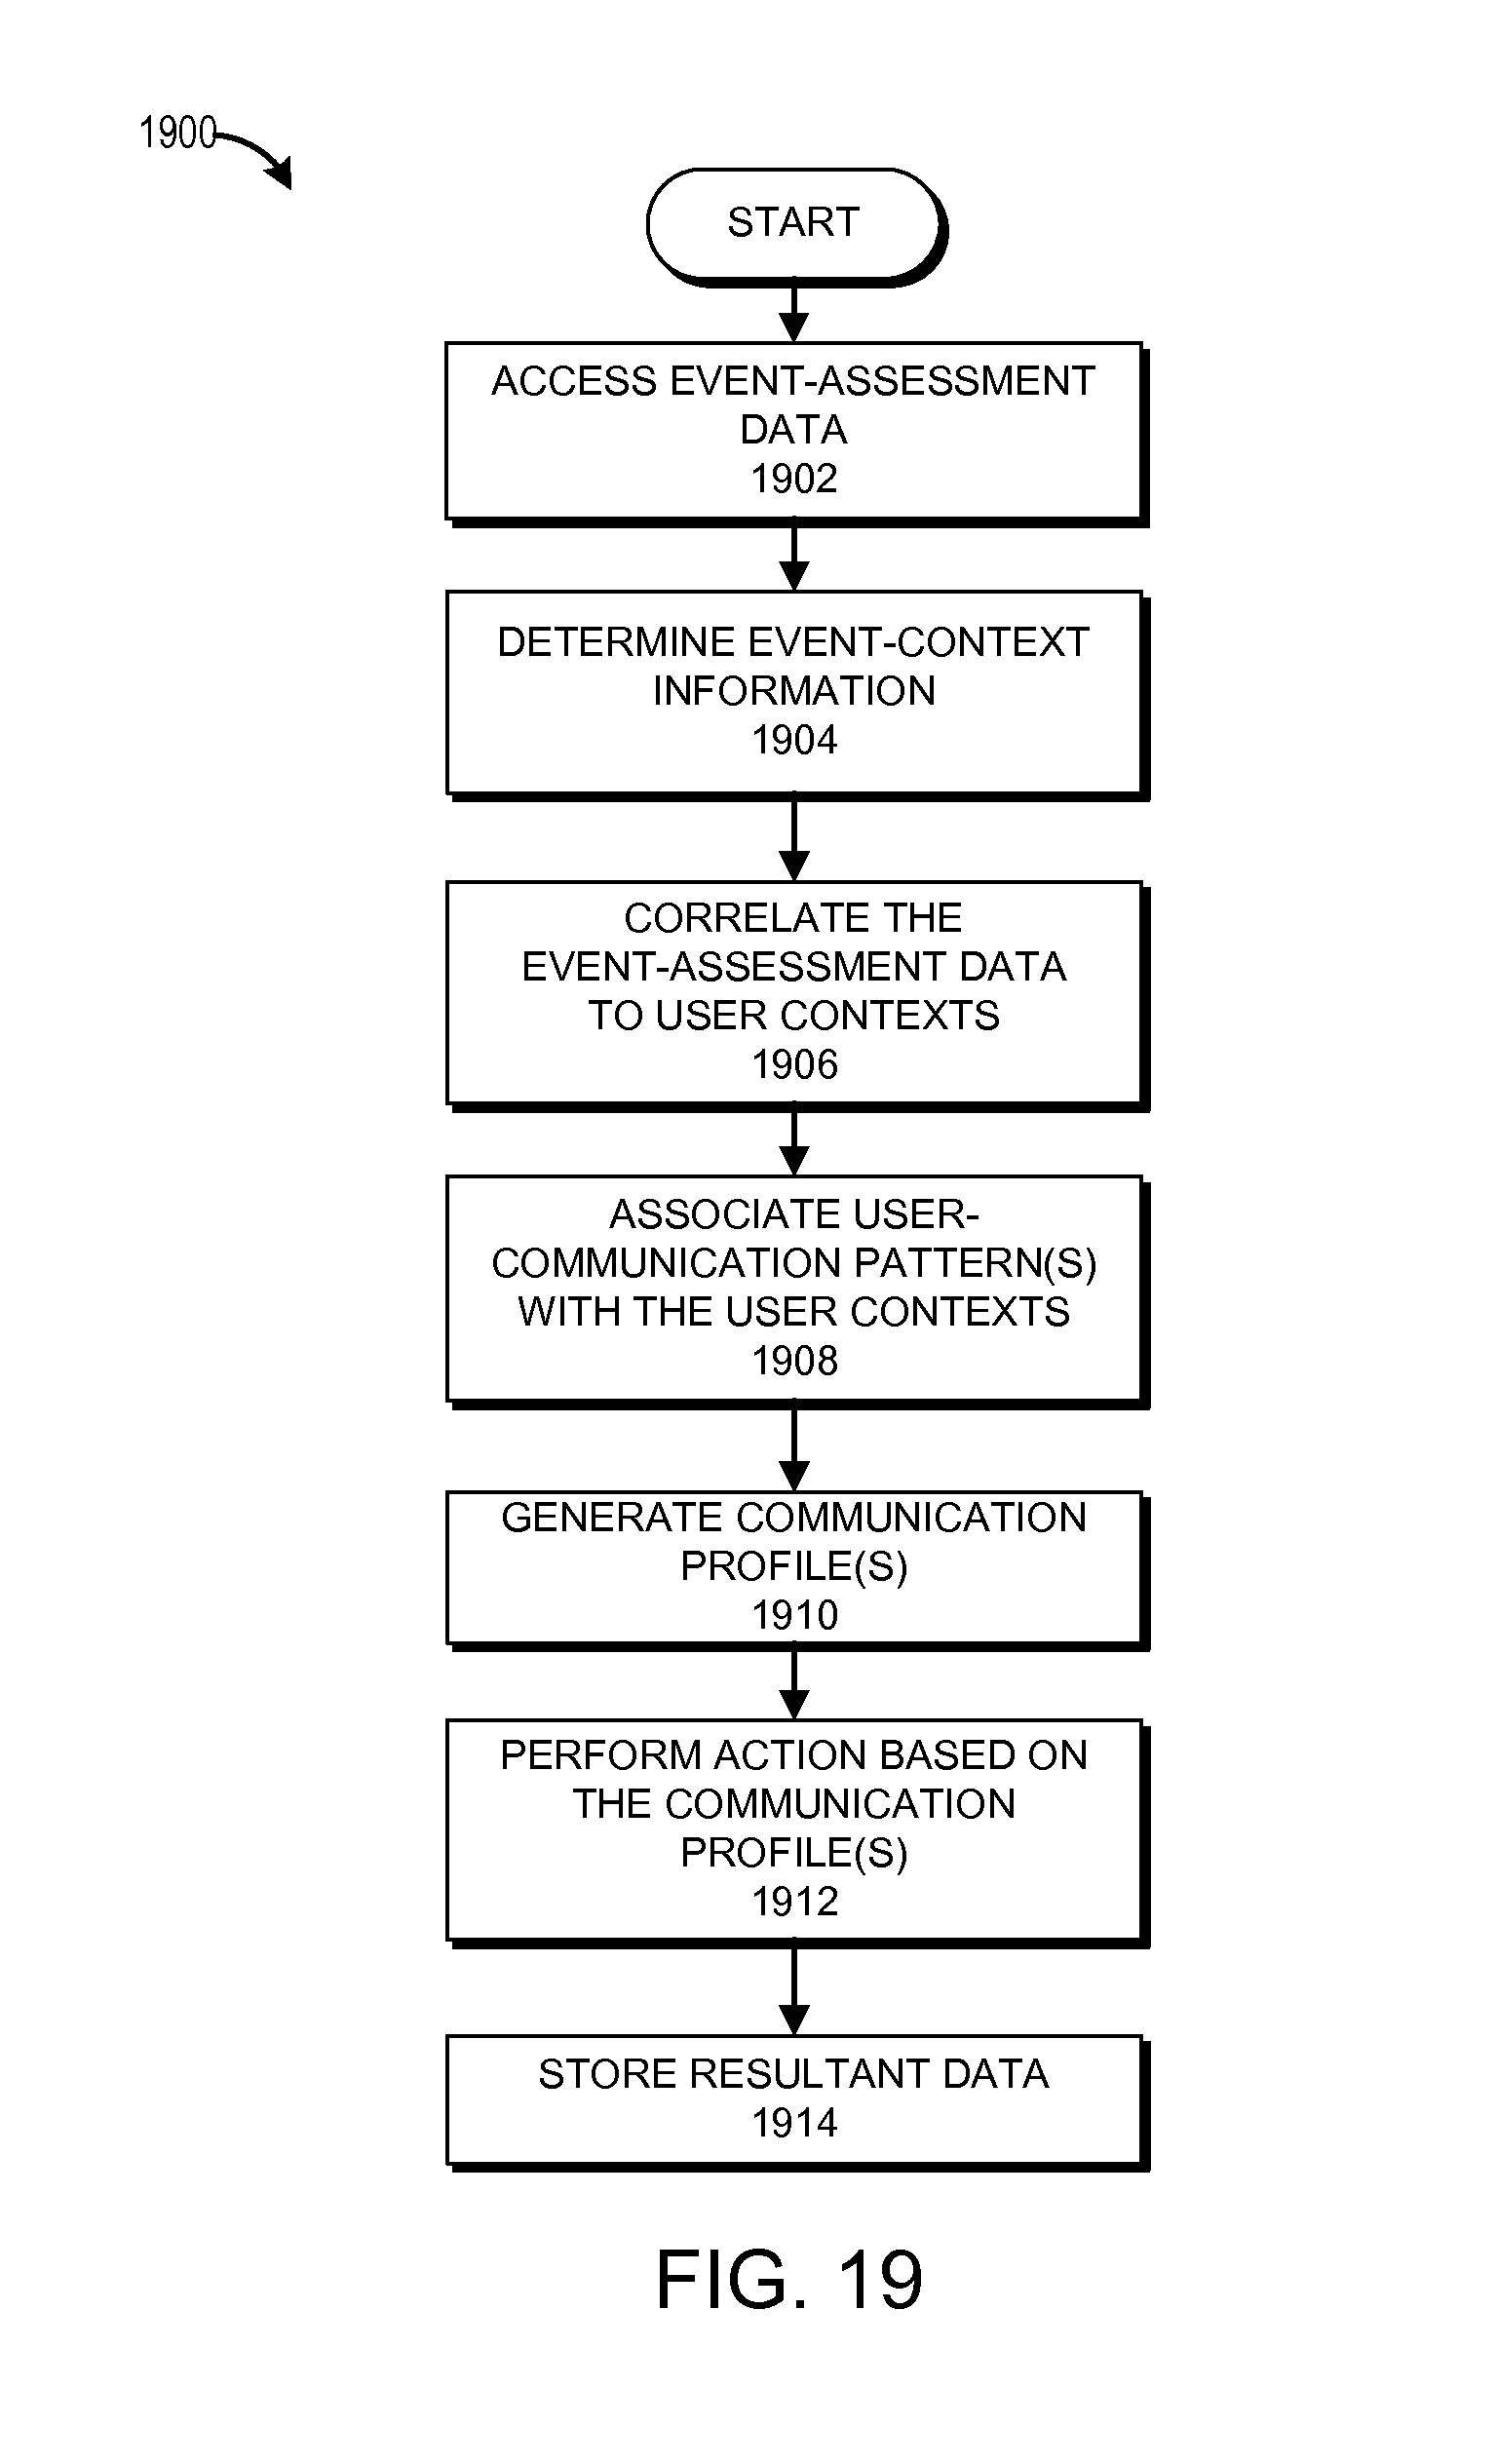 1900
START
ACCESS EVENT-ASSESSMENT
DATA
1902
DETERMINE EVENT-CONTEXT
INFORMATION
1904
CORRELATE THE
EVENT-ASSESSMENT DATA
TO USER CONTEXTS
1906
ASSOCIATE USER-
COMMUNICATION PATTERN(S)
WITH THE USER CONTEXTS
1908
GENERATE COMMUNICATION
PROFILE(S)
1910
PERFORM ACTION BASED ON
THE COMMUNICATION
PROFILE(S)
1912
STORE RESULTANT DATA
1914
FIG. 19